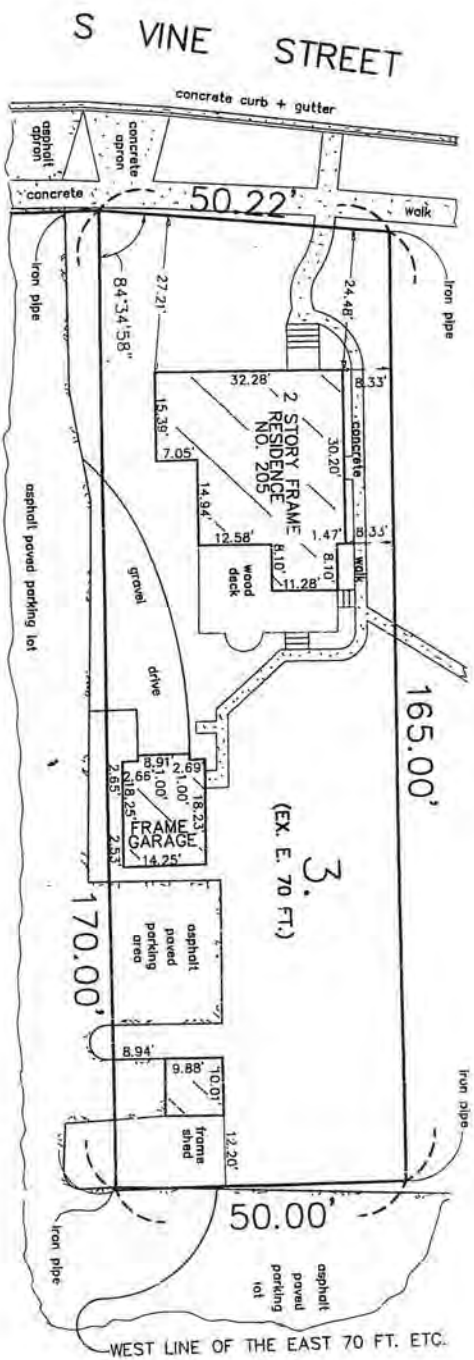 S VINE STREET
concrete curb + gutter
asphalt
apron
concrete
apron
concrete
50.22'
walk
iron pipe
iron pipe
84°34'58"
27.21'
24.48'
8.33'
32.28'
15.39'
7.05'
2 STORY FRAME
RESIDENCE
NO. 205
30.20'
concrete
walk
14.94'
12.58'
1.47'
8.33'
8.10'
8.10'
11.28'
wood
deck
asphalt paved parking lot
gravel
drive
165.00'
3.
(EX. E. 70 FT.)
8.91'
2.69'
2.66'
1.00'
1.00'
2.65'
18.25'
18.23'
FRAME
GARAGE
2.53'
14.25'
170.00'
asphalt
paved
parking
area
8.94'
9.88'
10.01'
frame
shed
12.20'
iron pipe
iron pipe
50.00'
asphalt
paved
parking
lot
WEST LINE OF THE EAST 70 FT. ETC.